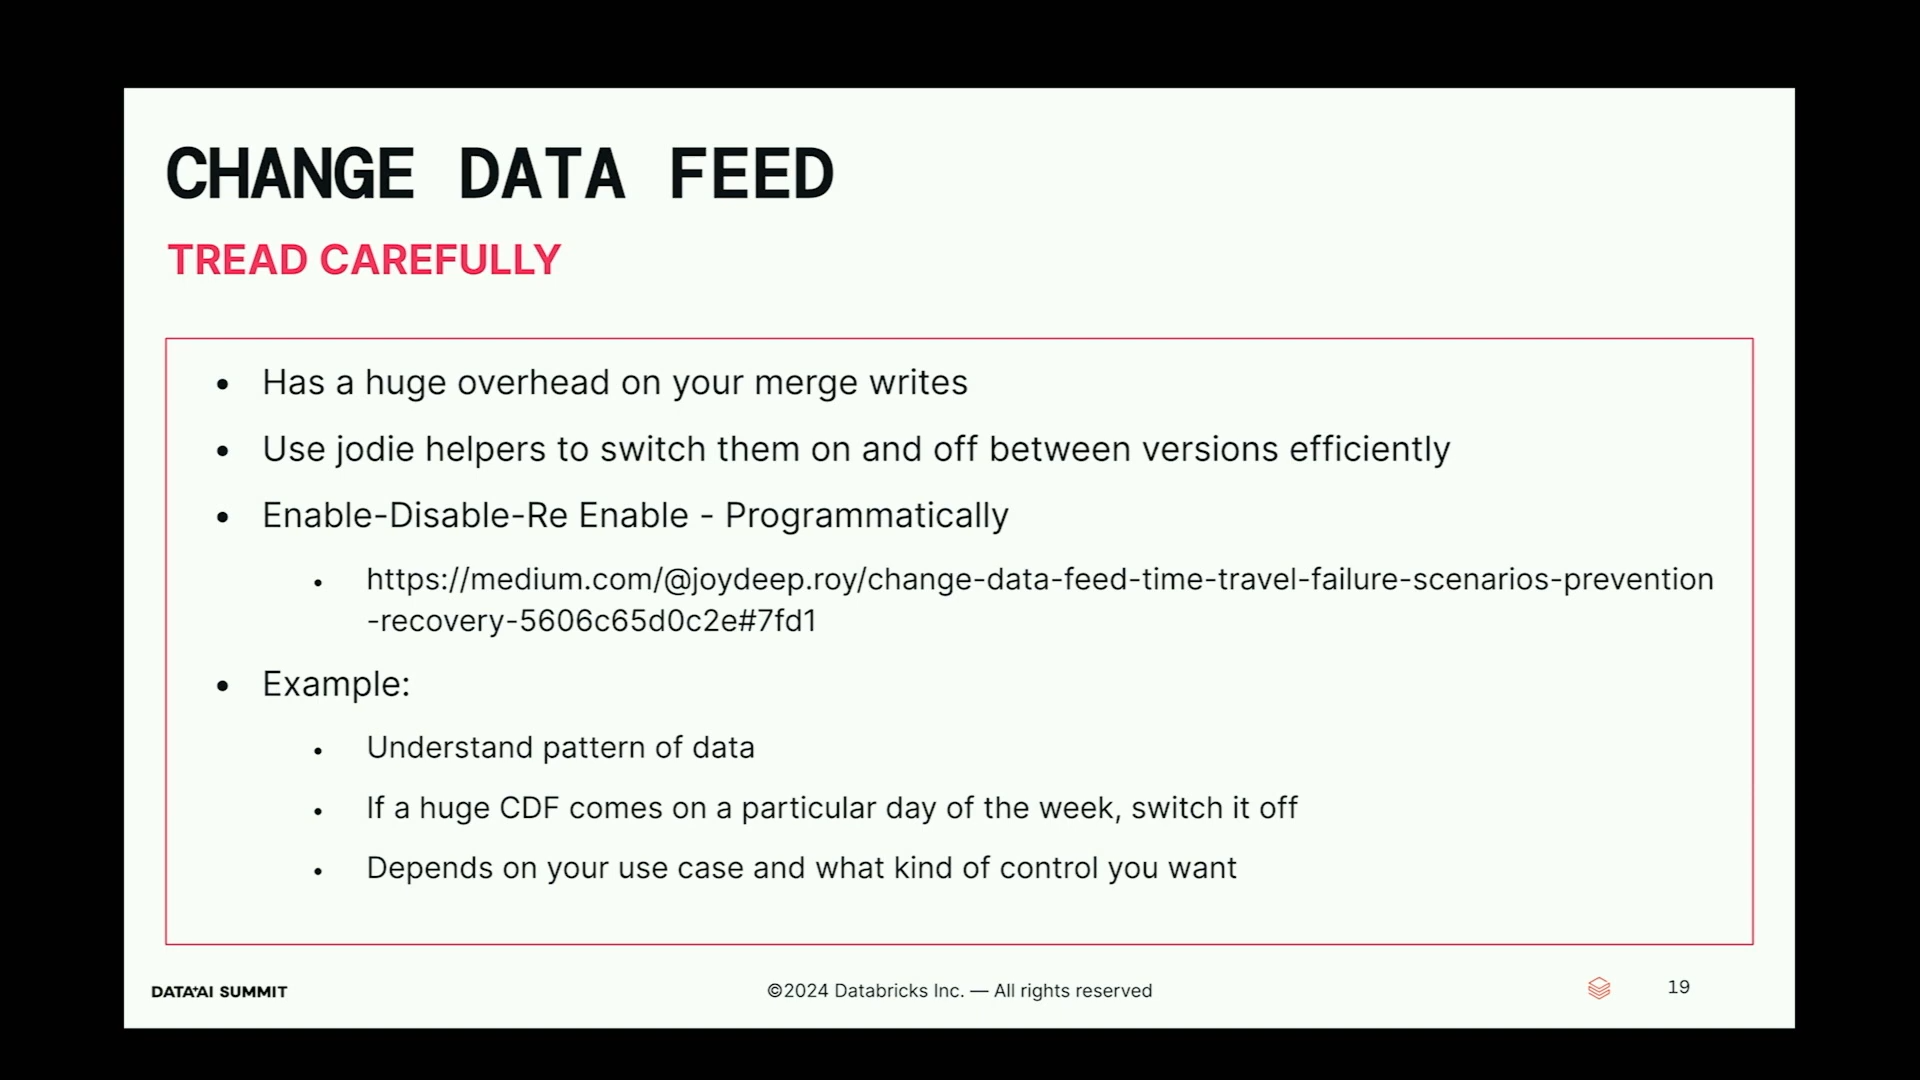 CHANGE DATA FEED
TREAD CAREFULLY
• Has a huge overhead on your merge writes
• Use jodie helpers to switch them on and off between versions efficiently
• Enable-Disable-Re Enable - Programmatically
• https://medium.com/@joydeep.roy/change-data-feed-time-travel-failure-scenarios-prevention
-recovery-5606c65d0c2e#7fd1
• Example:
• Understand pattern of data
• If a huge CDF comes on a particular day of the week, switch it off
• Depends on your use case and what kind of control you want
DATA+AI SUMMIT
©2024 Databricks Inc. — All rights reserved
19